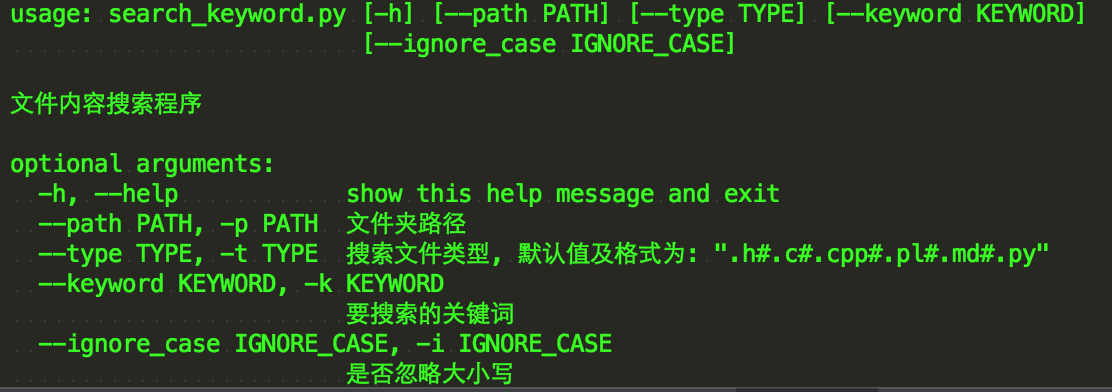 usage: search_keyword.py [-h] [--path PATH] [--type TYPE] [--keyword KEYWORD]
[--ignore_case IGNORE_CASE]
文件内容搜索程序
optional arguments:
-h, --help show this help message and exit
--path PATH, -p PATH 文件夹路径
--type TYPE, -t TYPE 搜索文件类型, 默认值及格式为: ".h#.c#.cpp#.pl#.md#.py"
--keyword KEYWORD, -k KEYWORD
要搜索的关键词
--ignore_case IGNORE_CASE, -i IGNORE_CASE
是否忽略大小写